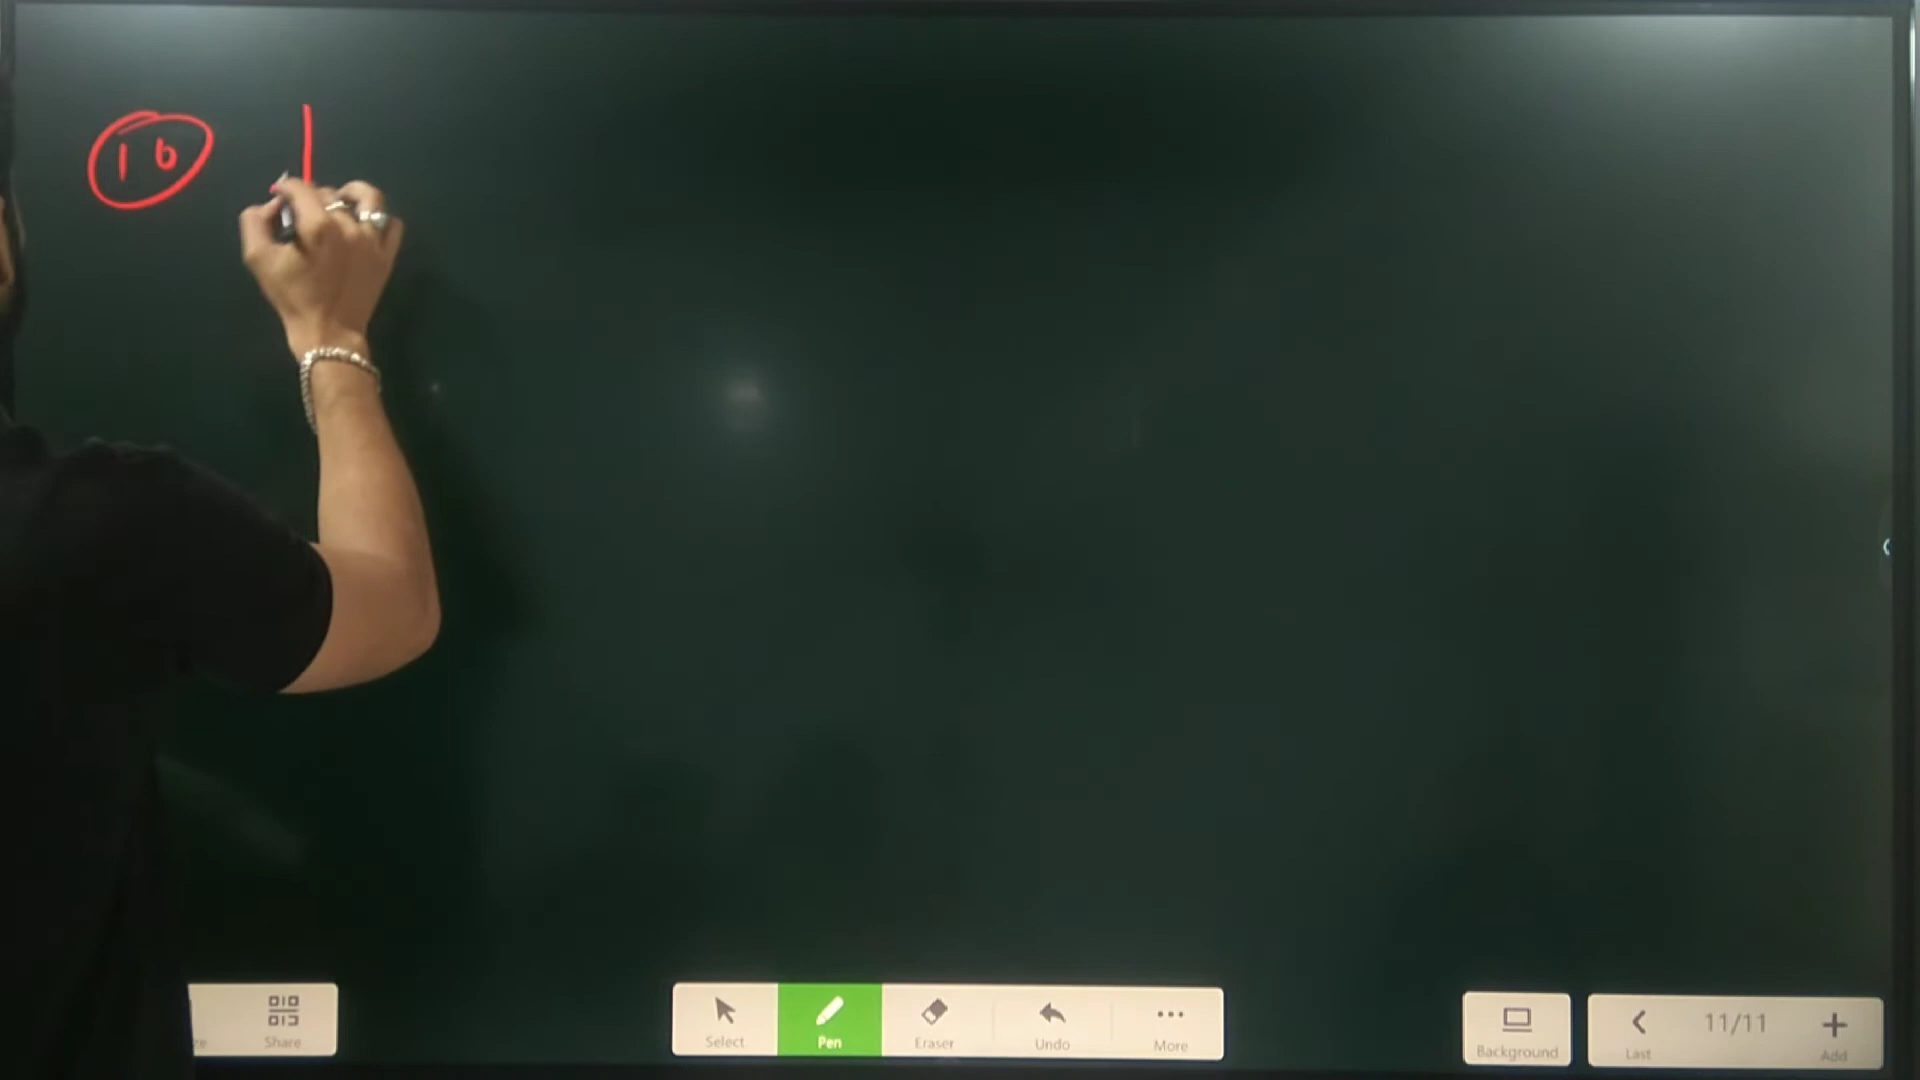 16
Share
Select
Pen
Eraser
Undo
More
Background
Last
11/11
Add